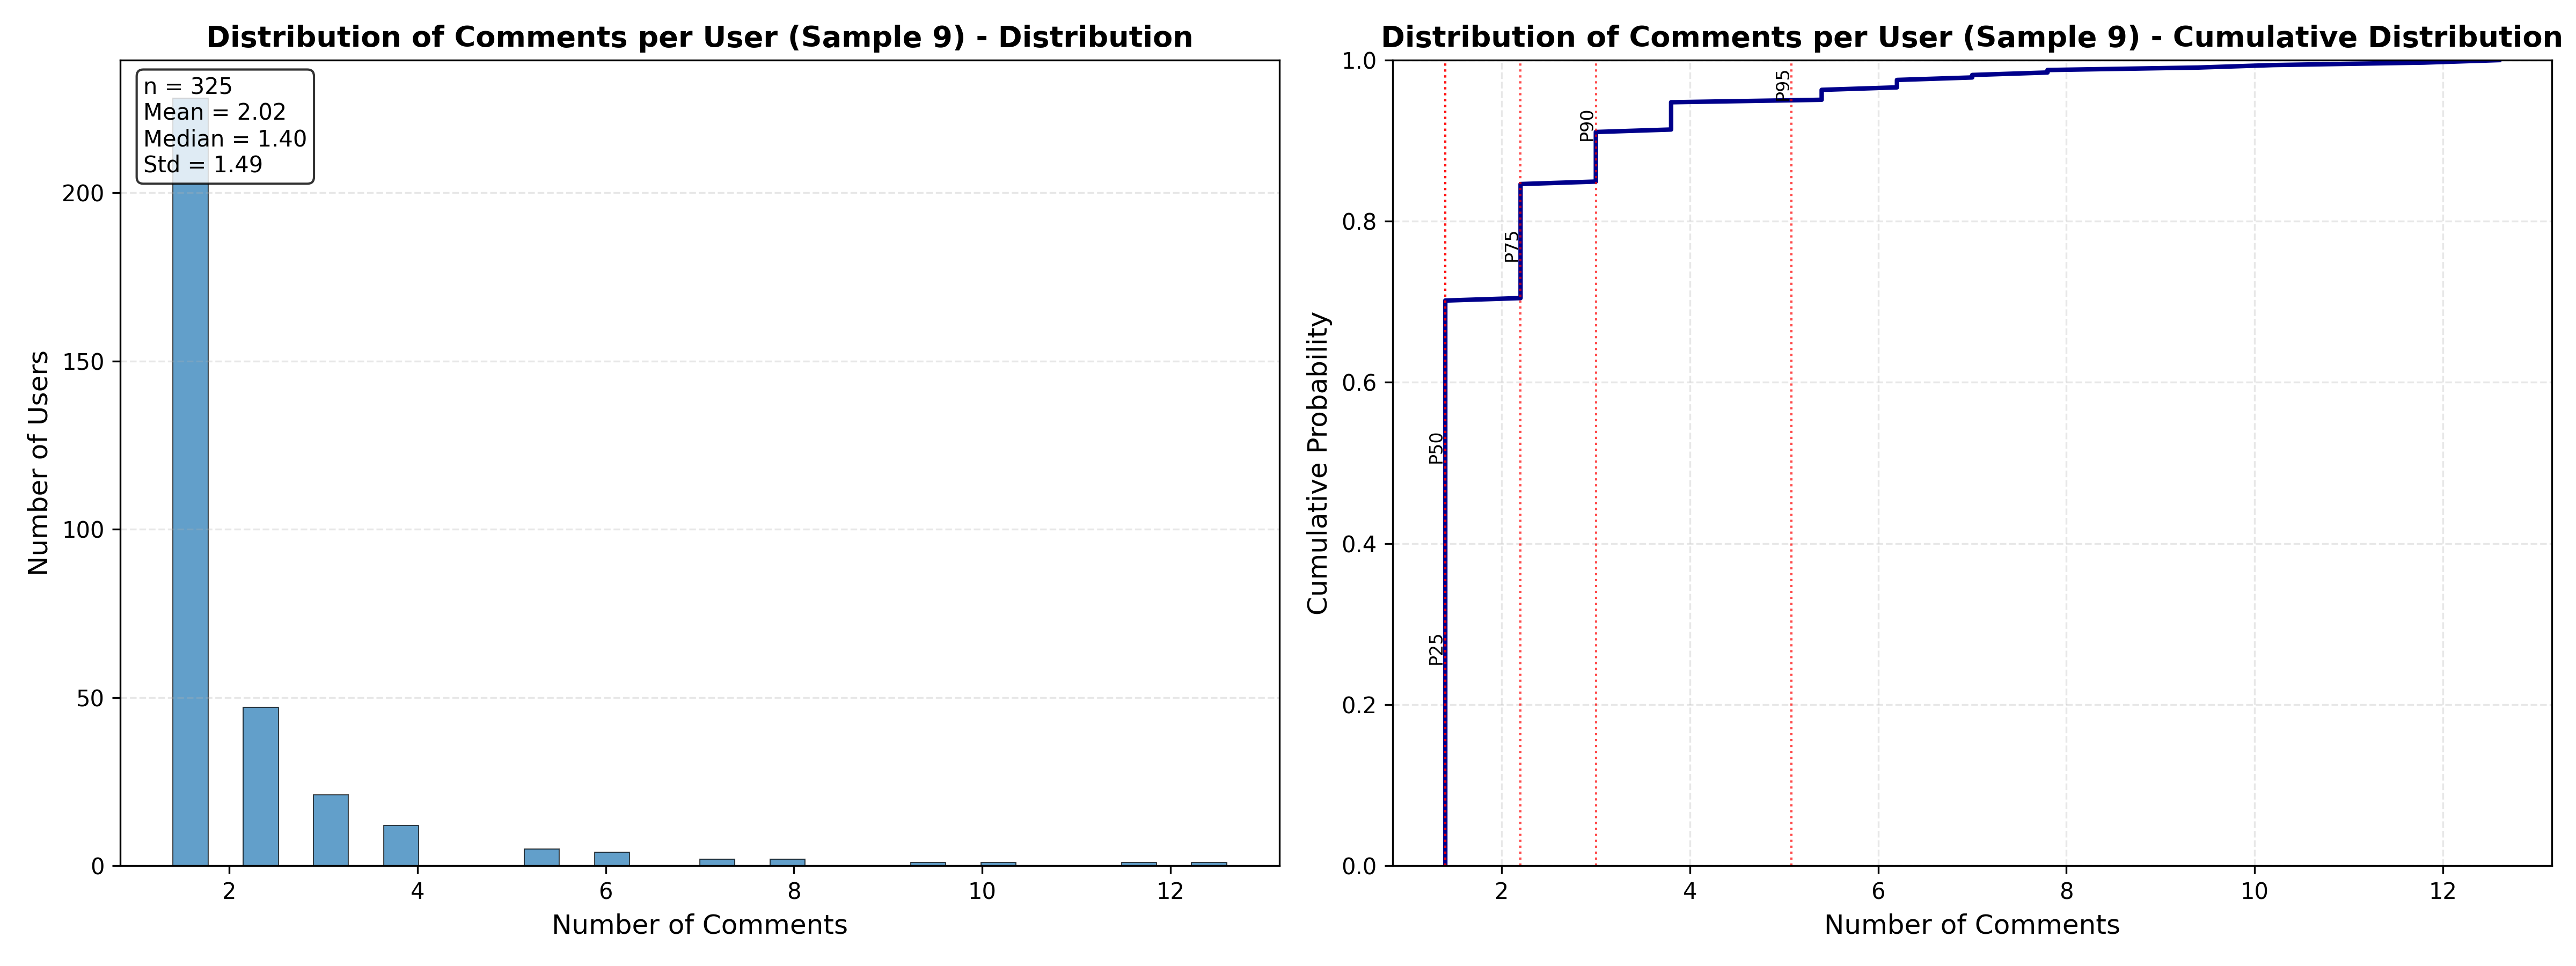 Distribution of Comments per User (Sample 9) - Distribution
n = 325
Mean = 2.02
Median = 1.40
Std = 1.49
Number of Users
200
150
100
50
0
2
4
6
8
10
12
Number of Comments
Distribution of Comments per User (Sample 9) - Cumulative Distribution
Cumulative Probability
1.0
0.8
0.6
0.4
0.2
0.0
P25
P50
P75
P90
P95
2
4
6
8
10
12
Number of Comments